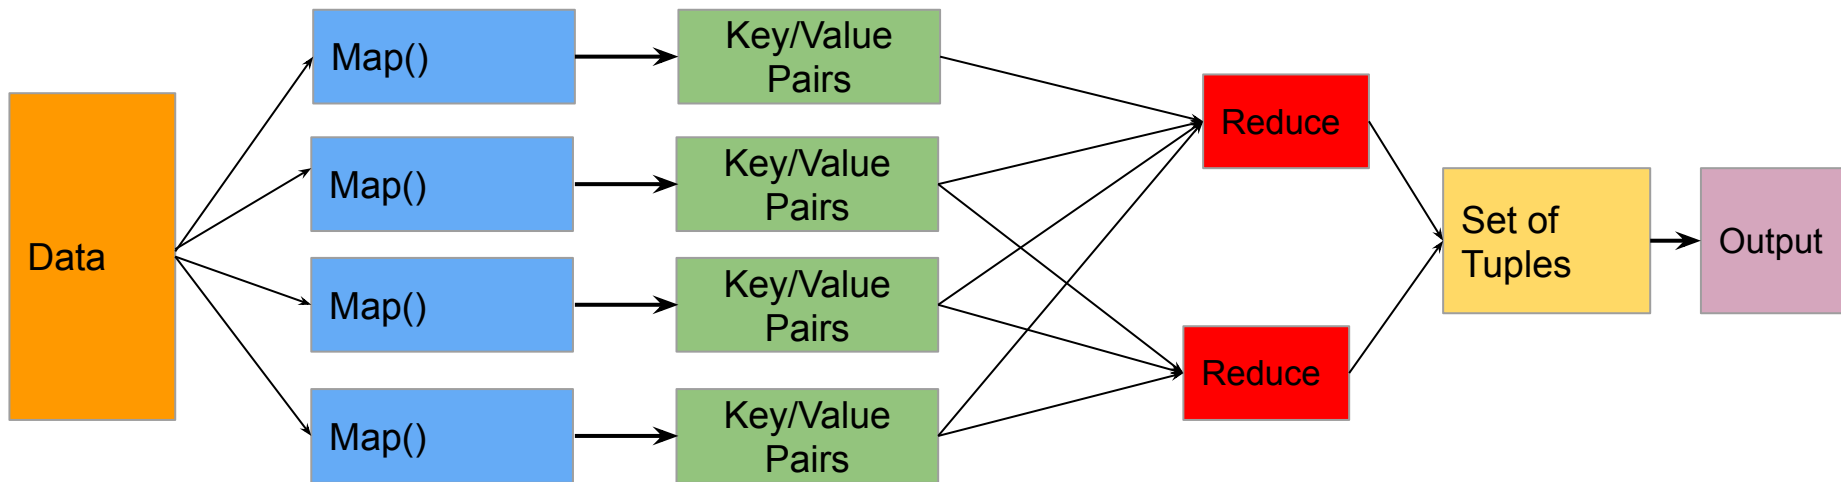 Data
Map()
Key/Value
Pairs
Map()
Key/Value
Pairs
Map()
Key/Value
Pairs
Map()
Key/Value
Pairs
Reduce
Reduce
Set of
Tuples
Output